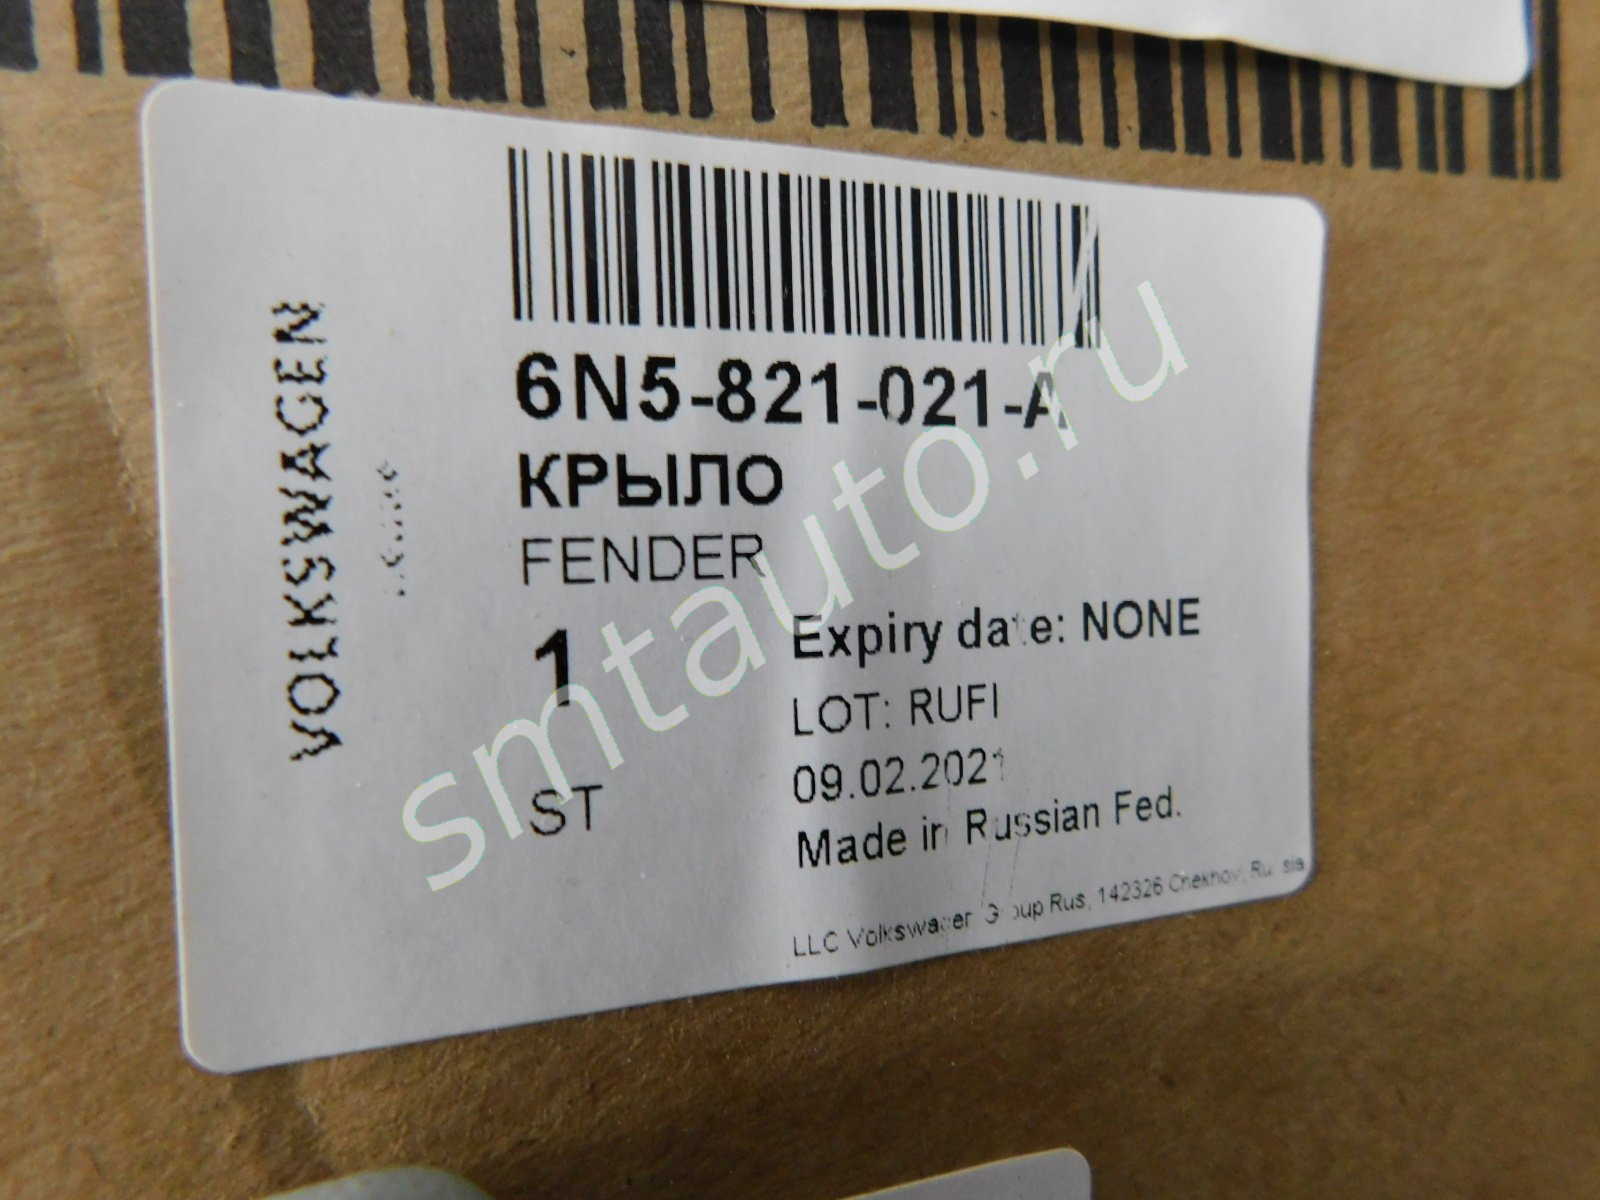 VOLKSWAGEN
6N5-821-021-A
КРЫЛО
FENDER
1
ST
Expiry date: NONE
LOT: RUFI
09.02.2021
Made in Russian Fed.
LLC Volkswagen Group Rus, 142326 Chekhov, Russia
smtauto.ru